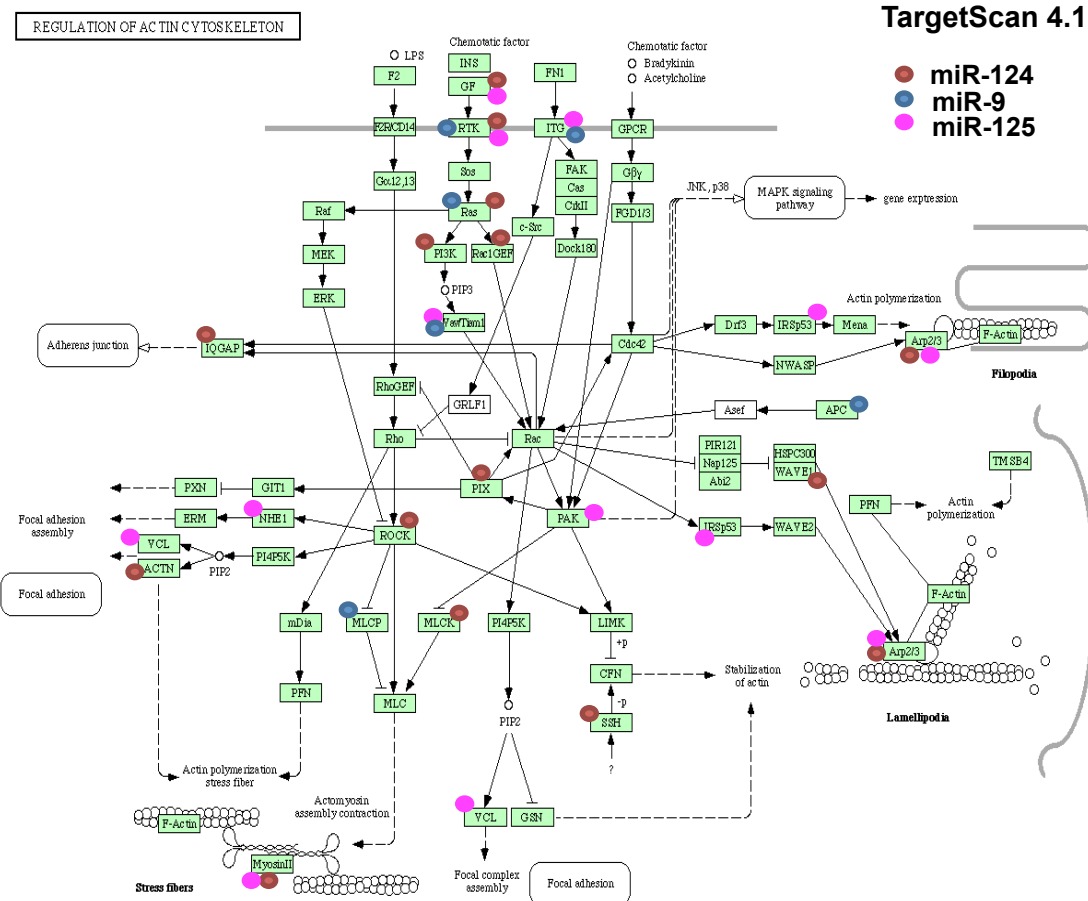 REGULATION OF ACTIN CYTOSKELETON
TargetScan 4.1
miR-124
miR-9
miR-125
LPS
F2
F2R/CD14
Gα12,13
Chemotatic factor
INS
GF
RTK
Sos
Ras
PI3K
Rac1GEF
PIP3
Vav/Tiam1
FN1
ITG
FAK
Cas
CrkII
c-Src
Dock180
Chemotatic factor
Bradykinin
Acetylcholine
GPCR
Gβγ
FGD1/3
JNK, p38
MAPK signaling
pathway
gene exptression
Raf
MEK
ERK
Adherens junction
IQGAP
Cdc42
Drf3
IRSp53
Mena
Actin polymerization
Arp2/3
F-Actin
NWASP
Filopodia
RhoGEF
GRLF1
Asef
APC
Rho
Rac
PIR121
Nap125
Abi2
HSPC300
WAVE1
TMSB4
PXN
GIT1
PIX
PFN
Actin
polymerization
Focal adhesion
assembly
ERM
NHE1
ROCK
PAK
IRSp53
WAVE2
VCL
ACTN
PIP2
PI4P5K
Focal adhesion
F-Actin
mDia
MLCP
MLCK
PI4P5K
LIMK
+p
Arp2/3
CFN
Stabilization
of actin
PFN
MLC
-p
Lamellipodia
PIP2
SSH
?
Actin polymerization
stress fiber
Actomyosin
assembly contraction
VCL
GSN
F-Actin
MyosinII
Stress fibers
Focal complex
assembly
Focal adhesion